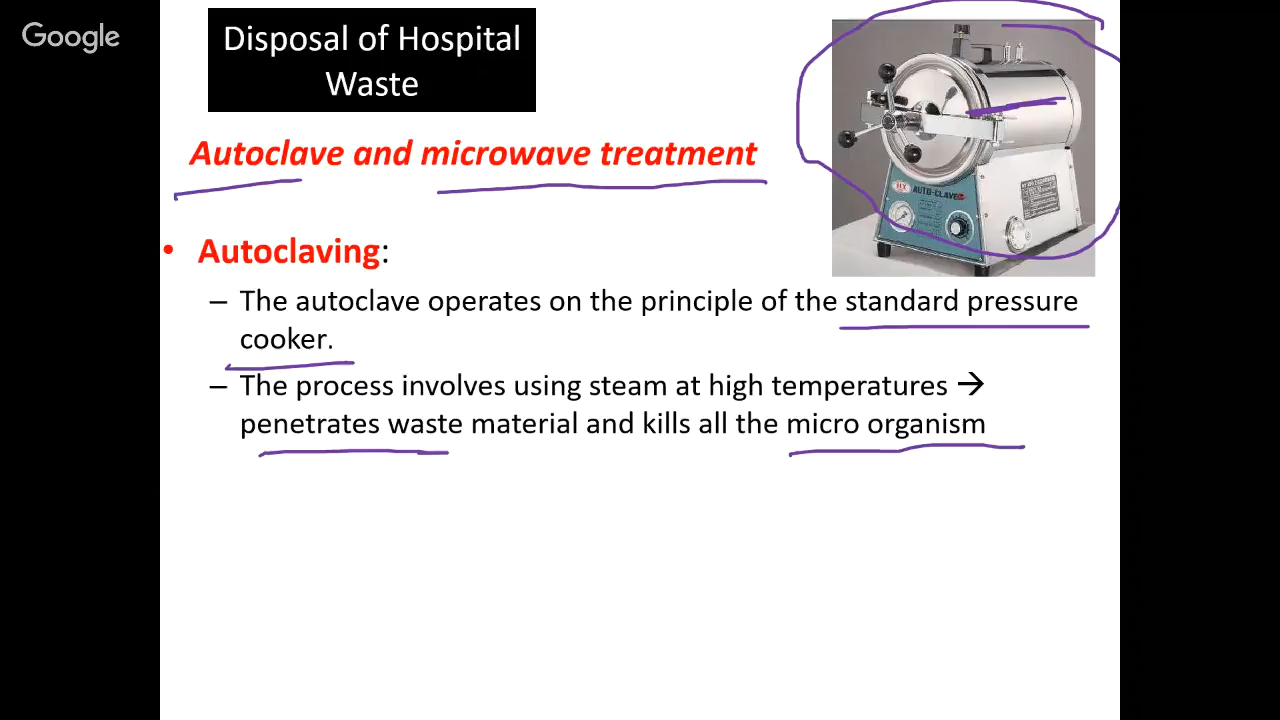 Google
Disposal of Hospital
Waste
Autoclave and microwave treatment
• Autoclaving:
– The autoclave operates on the principle of the standard pressure
cooker.
– The process involves using steam at high temperatures →
penetrates waste material and kills all the micro organism
AUTO-CLAVE